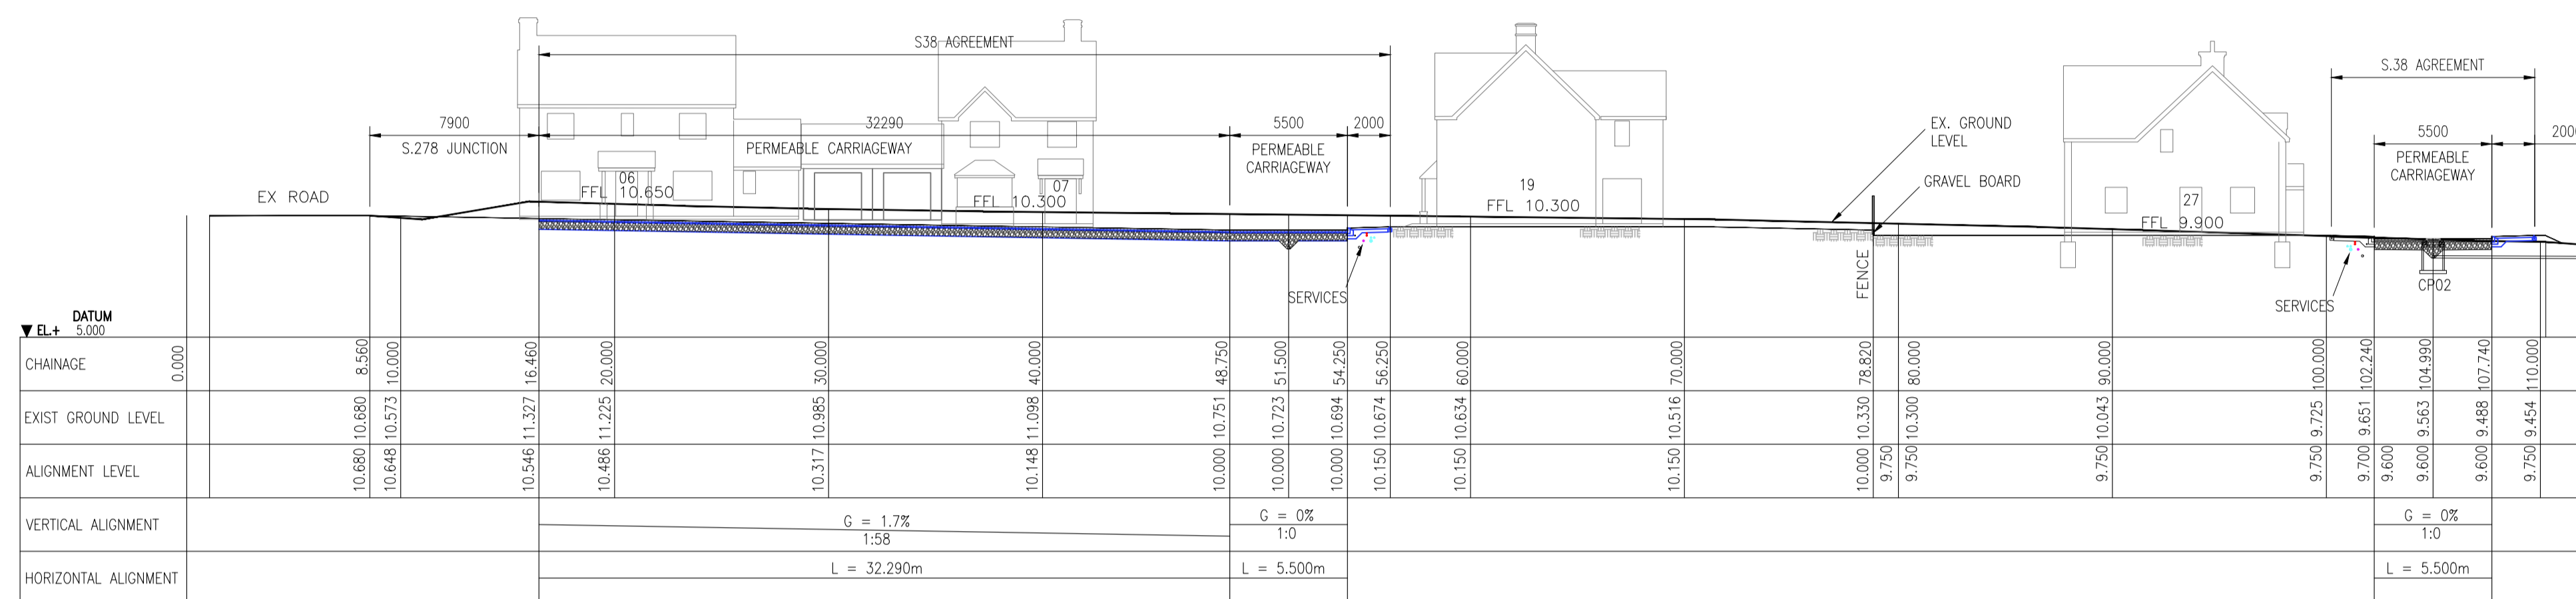 S38 AGREEMENT
S.38 AGREEMENT
7900
32290
5500
2000
5500
S.278 JUNCTION
PERMEABLE CARRIAGEWAY
PERMEABLE
CARRIAGEWAY
EX. GROUND
LEVEL
PERMEABLE
CARRIAGEWAY
GRAVEL BOARD
EX ROAD
06
FFL 10.650
07
FFL 10.300
19
FFL 10.300
27
FFL 9.900
FENCE
SERVICES
SERVICES
CP02
DATUM
EL.+ 5.000
CHAINAGE 0.000 8.560 10.000 16.460 20.000 30.000 40.000 48.750 51.500 54.250 56.250 60.000 70.000 78.820 80.000 90.000 100.000 102.240 104.990 107.740 110.000
EXIST GROUND LEVEL 10.680 10.573 11.327 11.225 10.985 11.098 10.751 10.723 10.694 10.674 10.634 10.516 10.330 10.300 10.043 9.725 9.651 9.563 9.488 9.454
ALIGNMENT LEVEL 10.680 10.648 10.546 10.486 10.317 10.148 10.000 10.000 10.000 10.150 10.150 10.150 10.000 9.750 9.750 9.750 9.750 9.700 9.600 9.600 9.600 9.750
VERTICAL ALIGNMENT
G = 1.7%
1:58
G = 0%
1:0
G = 0%
1:0
HORIZONTAL ALIGNMENT
L = 32.290m
L = 5.500m
L = 5.500m